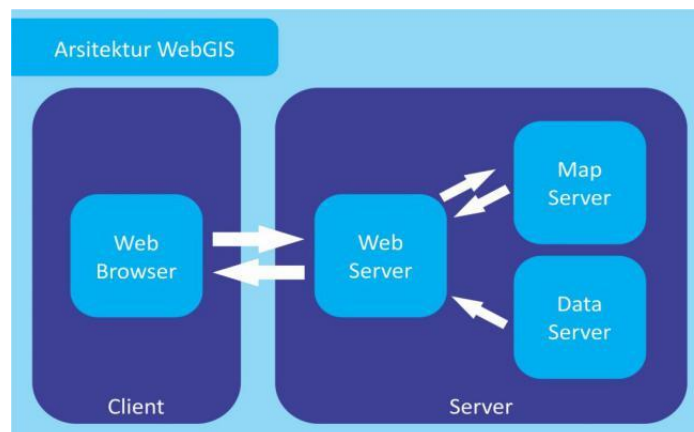 Arsitektur WebGIS
Web
Browser
Client
Web
Server
Map
Server
Data
Server
Server